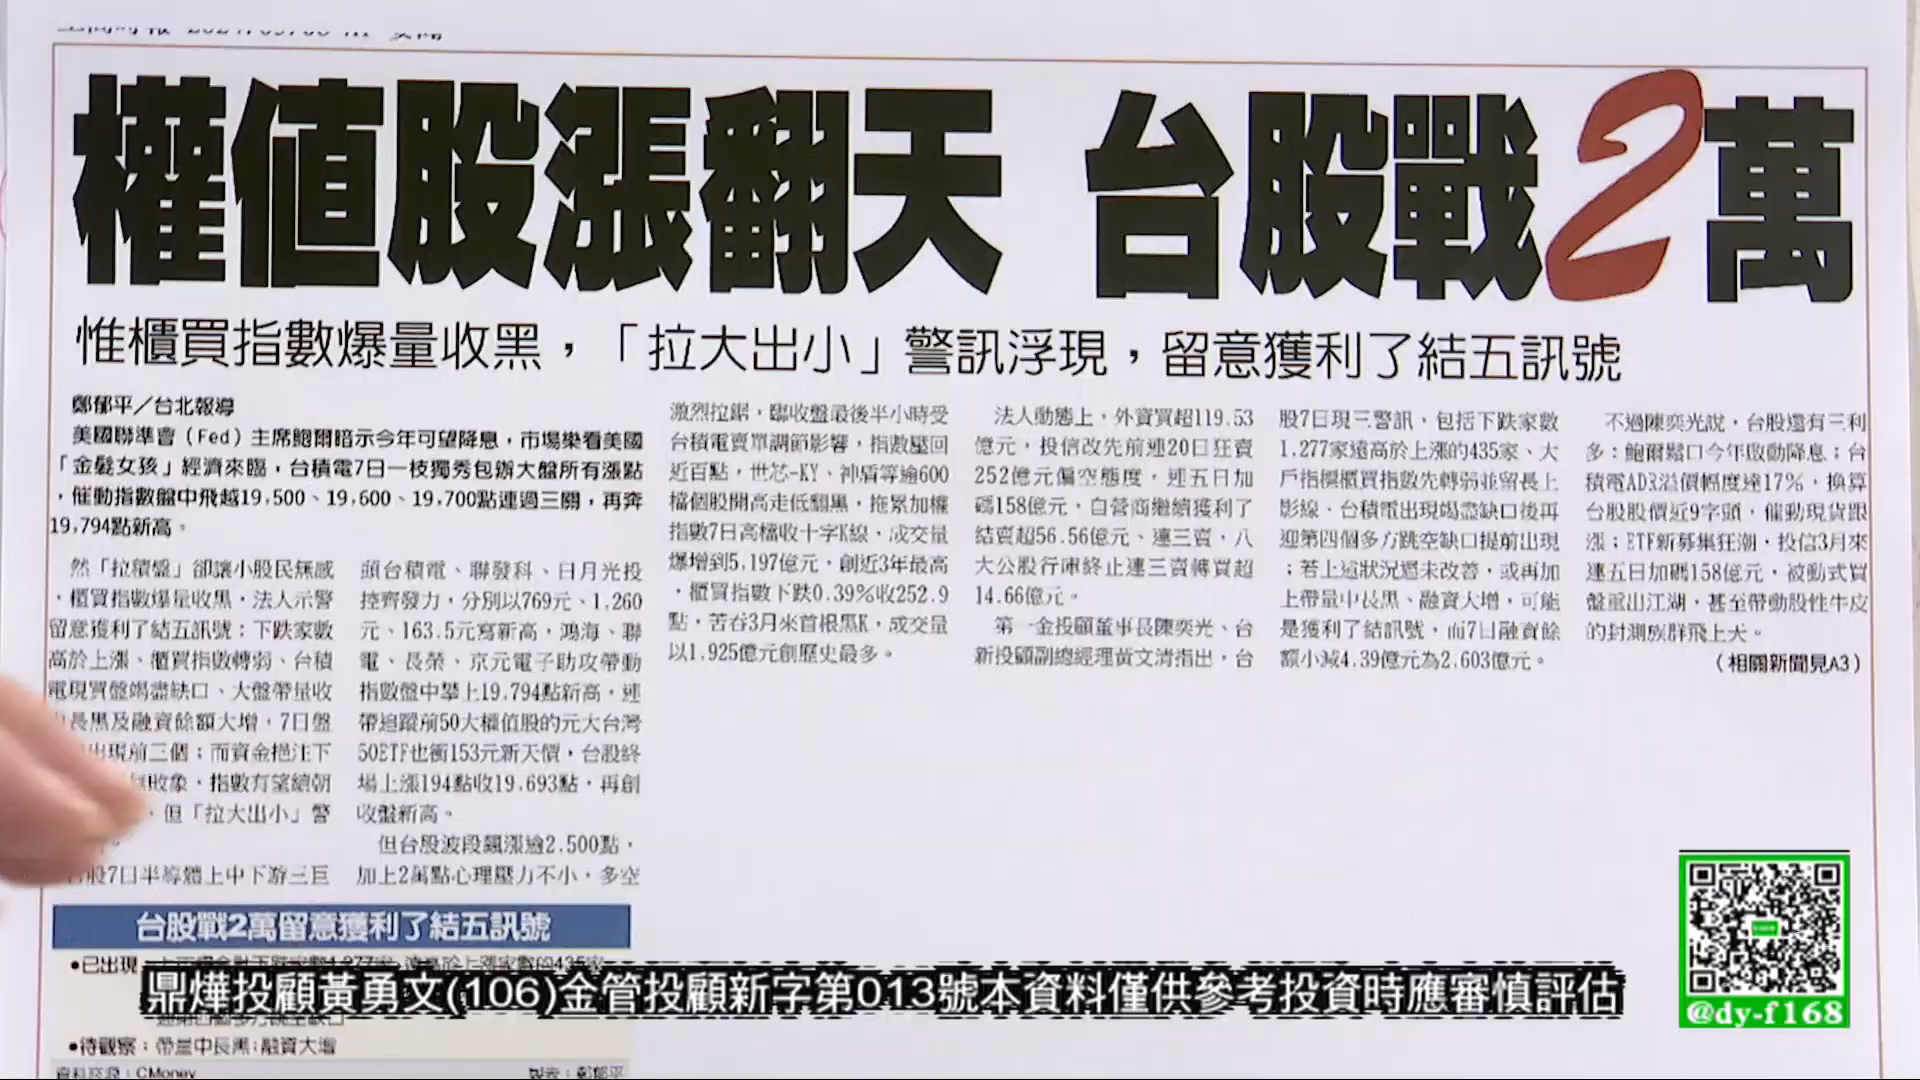 權值股漲翻天 台股戰2萬
惟櫃買指數爆量收黑,「拉大出小」警訊浮現,留意獲利了結五訊號
鄭郁平／台北報導
美國聯準會（Fed）主席鮑爾暗示今年可望降息，市場樂看美國
「金髮女孩」經濟來臨，台積電7日一枝獨秀包辦大盤所有漲點
，催動指數盤中飛越19,500、19,600、19,700點連過三關，再奔
19,794點新高。
然「拉積盤」卻讓小股民無感
，櫃買指數爆量收黑，法人示警
留意獲利了結五訊號：下跌家數
高於上漲、櫃買指數轉弱、台積
電現買盤竭盡缺口、大盤帶量收
長黑及融資餘額大增，7日盤
出現前三個；而資金挹注下
敗象，指數有望續朝
，但「拉大出小」警
股7日半導體上中下游三巨
頭台積電、聯發科、日月光投
控齊發力，分別以769元、1,260
元、163.5元寫新高，鴻海、聯
電、長榮、京元電子助攻帶動
指數盤中攀上19,794點新高，連
帶追蹤前50大權值股的元大台灣
50ETF也衝153元新天價，台股終
場上漲194點收19,693點，再創
收盤新高。
但台股波段飆漲逾2,500點，
加上2萬點心理壓力不小，多空
激烈拉鋸，臨收盤最後半小時受
台積電賣單調節影響，指數壓回
近百點，世芯-KY、神盾等逾600
檔個股開高走低翻黑，拖累加權
指數7日高檔收十字K線，成交量
爆增到5,197億元，創近3年最高
，櫃買指數下跌0.39%收252.9
點，苦吞3月來首根黑K，成交量
以1,925億元創歷史最多。
法人動態上，外資買超119.53
億元，投信改先前連20日狂賣
252億元偏空態度，連五日加
碼158億元，自營商繼續獲利了
結賣超56.56億元、連三賣，八
大公股行庫終止連三賣轉買超
14.66億元。
第一金投顧董事長陳奕光、台
新投顧副總經理黃文清指出，台
股7日現三警訊，包括下跌家數
1,277家遠高於上漲的435家、大
戶指標櫃買指數先轉弱並留長上
影線、台積電出現竭盡缺口後再
迎第四個多方跳空缺口提前出現
；若上述狀況遲未改善，或再加
上帶量中長黑、融資大增，可能
是獲利了結訊號，而7日融資餘
額小減4.39億元為2,603億元。
不過陳奕光說，台股還有三利
多：鮑爾鬆口今年啟動降息；台
積電ADR溢價幅度達17%，換算
台股股價近9字頭，催動現貨跟
漲；ETF新募集狂潮，投信3月來
連五日加碼158億元，被動式買
盤重出江湖，甚至帶動股性牛皮
的封測族群飛上天。
（相關新聞見A3）
台股戰2萬留意獲利了結五訊號
●已出現
鼎燁投顧黃勇文(106)金管投顧新字第013號本資料僅供參考投資時應審慎評估
●待觀察：帶量中長黑；融資大增
資料來源：CMoney
製表：鄭郁平
@dy-f168